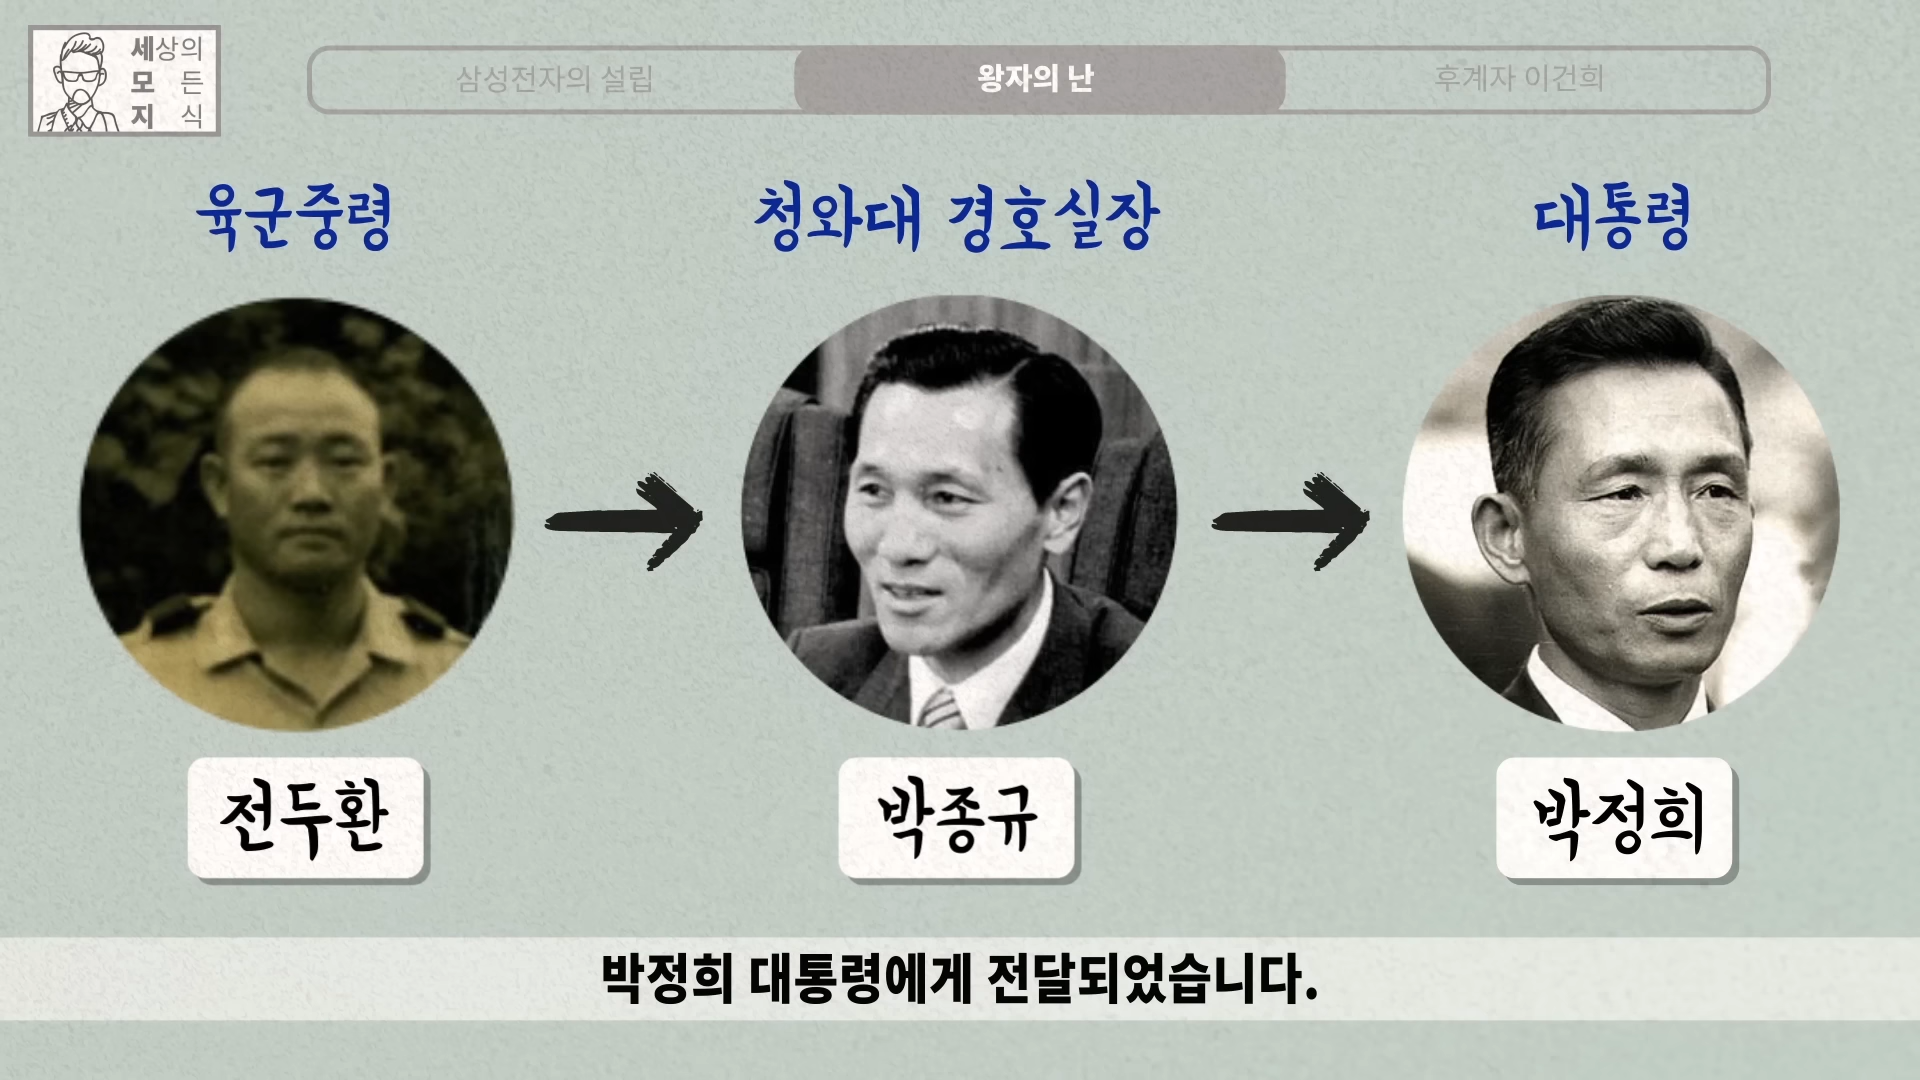 세상의
모든
지식
삼성전자의 설립
왕자의 난
후계자 이건희
육군중령
청와대 경호실장
대통령
전두환
박종규
박정희
박정희 대통령에게 전달되었습니다.